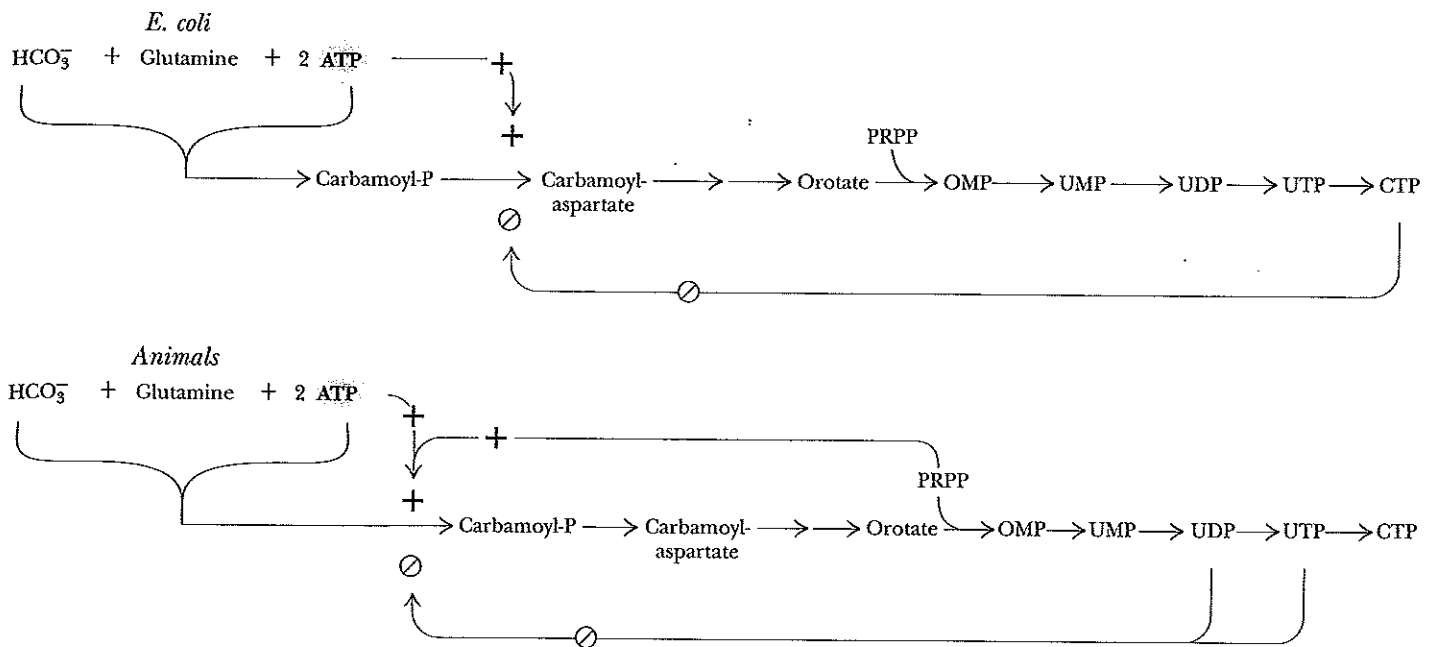 E. coli
HCO₃⁻ + Glutamine + 2 ATP +
+
PRPP
Carbamoyl-P Carbamoyl- Orotate OMP UMP UDP UTP CTP
aspartate
Animals
HCO₃⁻ + Glutamine + 2 ATP
+
+
PRPP
+
Carbamoyl-P Carbamoyl- Orotate OMP UMP UDP UTP CTP
aspartate